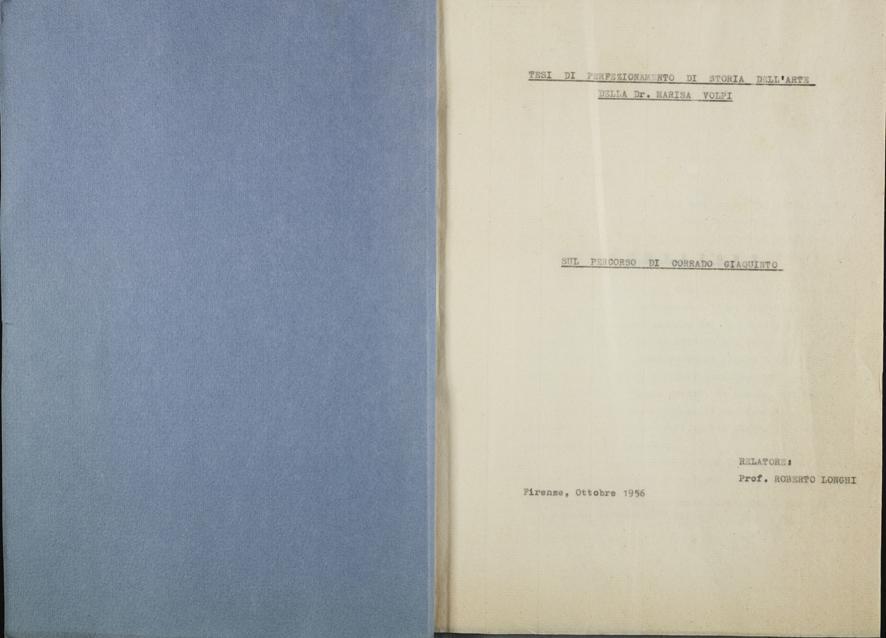 TESI DI PERFEZIONAMENTO DI STORIA DELL'ARTE
DELLA Dr. MARISA VOLPI
SUL PERCORSO DI CORRADO GIAQUINTO
RELATORE:
Prof. ROBERTO LONGHI
Firenze, Ottobre 1956